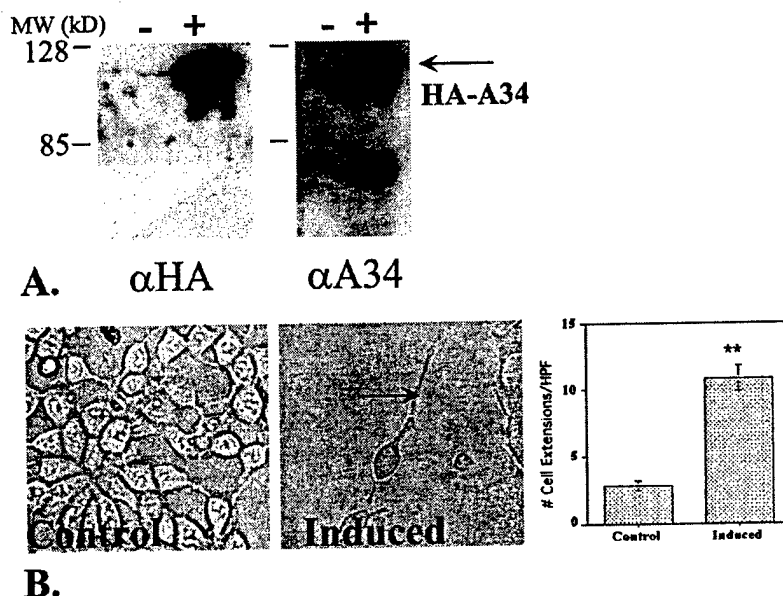 MW (kD) - +
- +
128
HA-A34
85
A. αHA αA34
15
**
10
# Cell Extensions/HPF
5
0
Control
Induced
Control
Induced
B.